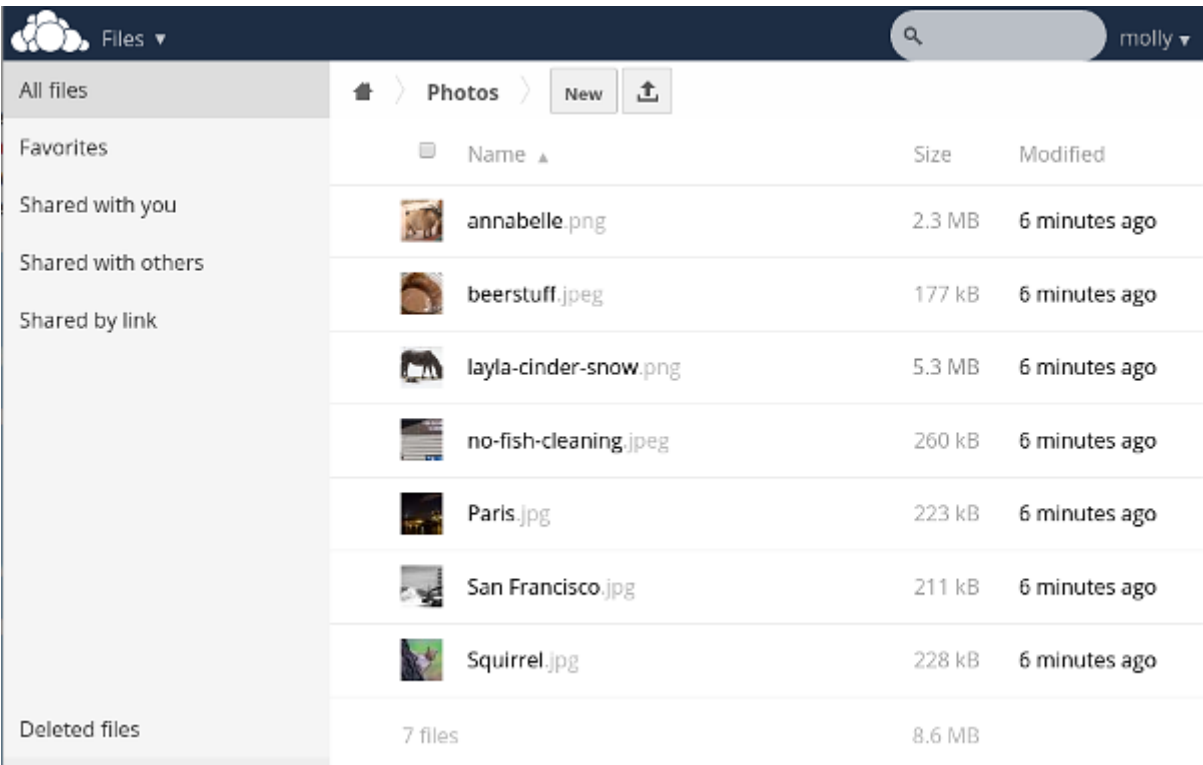 Files ▼ molly ▼
All files
Favorites
Shared with you
Shared with others
Shared by link
Deleted files
Photos New
Name ▲ Size Modified
annabelle.png 2.3 MB 6 minutes ago
beerstuff.jpeg 177 kB 6 minutes ago
layla-cinder-snow.png 5.3 MB 6 minutes ago
no-fish-cleaning.jpeg 260 kB 6 minutes ago
Paris.jpg 223 kB 6 minutes ago
San Francisco.jpg 211 kB 6 minutes ago
Squirrel.jpg 228 kB 6 minutes ago
7 files 8.6 MB